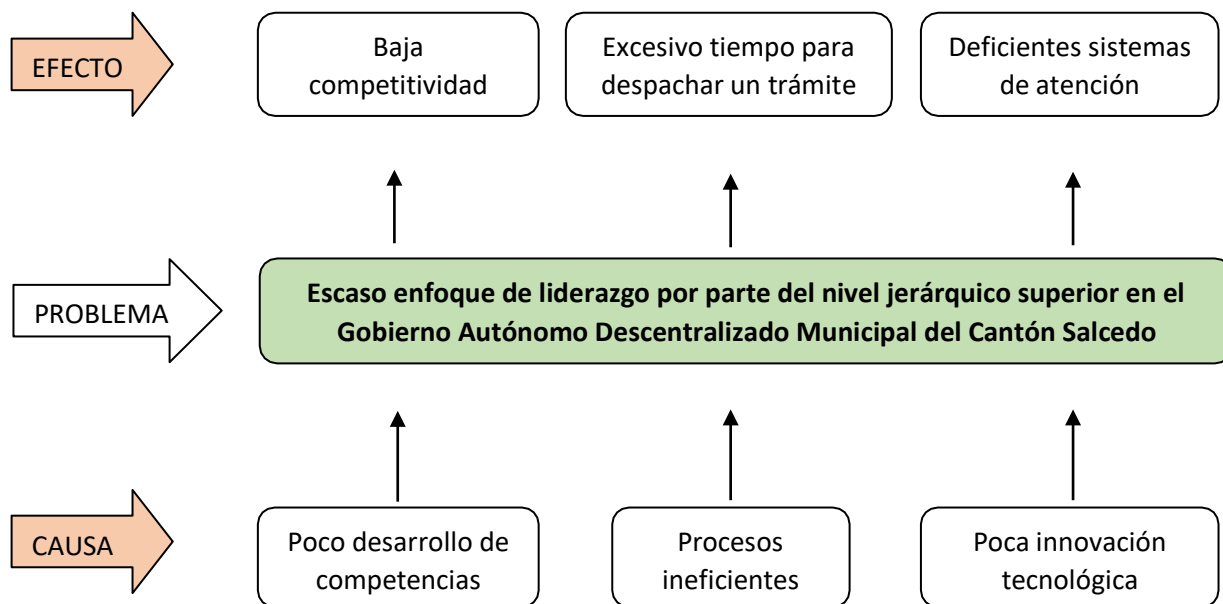 EFECTO
Baja
competitividad
Excesivo tiempo para
despachar un trámite
Deficientes sistemas
de atención
PROBLEMA
Escaso enfoque de liderazgo por parte del nivel jerárquico superior en el
Gobierno Autónomo Descentralizado Municipal del Cantón Salcedo
CAUSA
Poco desarrollo de
competencias
Procesos
ineficientes
Poca innovación
tecnológica